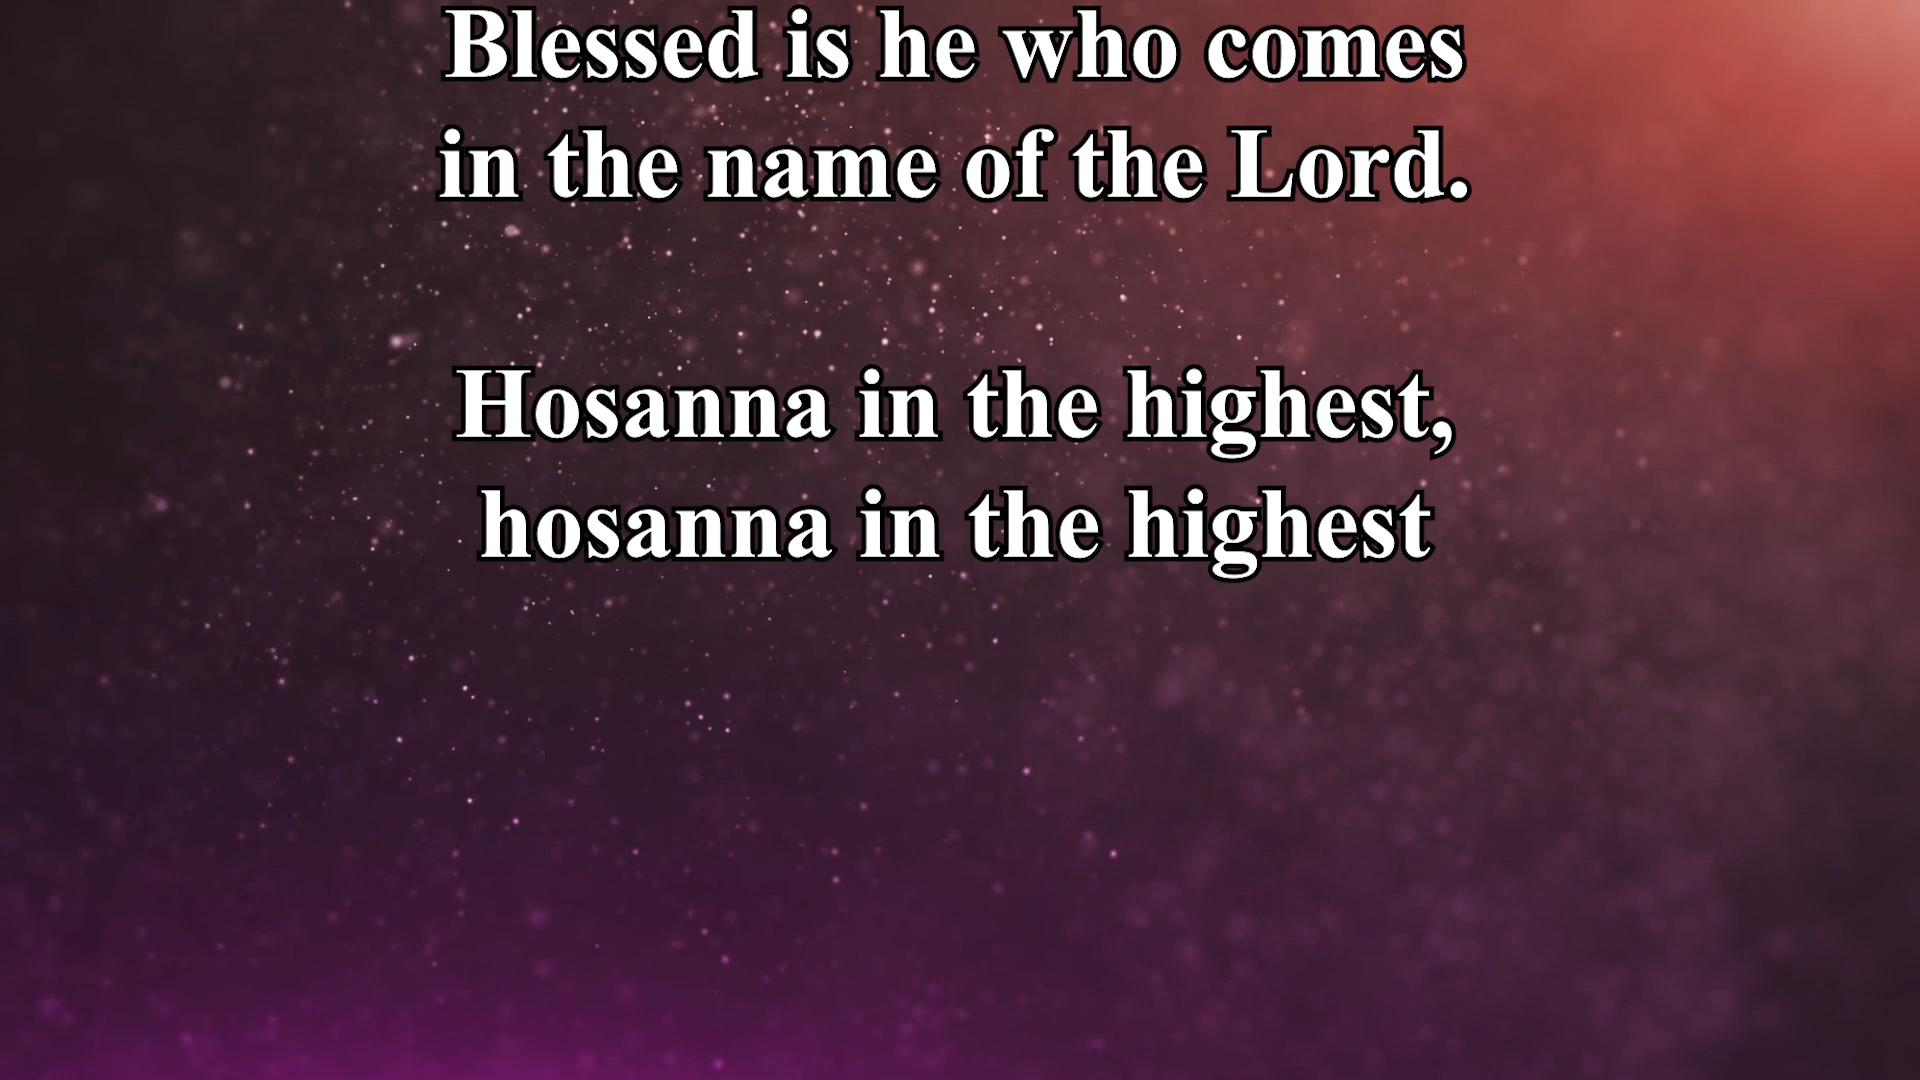 Blessed is he who comes
in the name of the Lord.
Hosanna in the highest,
hosanna in the highest